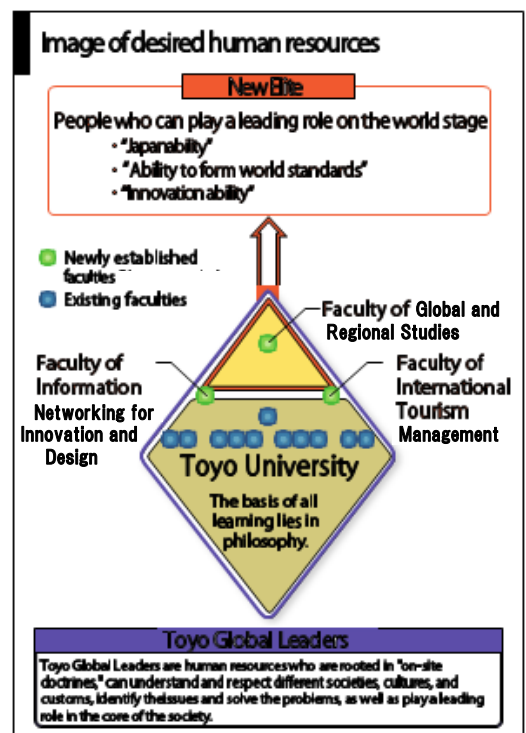 Image of desired human resources
New Elite
People who can play a leading role on the world stage
・"Japanability"
・"Ability to form world standards"
・"Innovation ability"
Newly established
faculties
Existing faculties
Faculty of Global and
Regional Studies
Faculty of
Information
Networking for
Innovation and
Design
Faculty of
International
Tourism
Management
Toyo University
The basis of all
learning lies in
philosophy.
Toyo Global Leaders
Toyo Global Leaders are human resources who are rooted in "on-site
doctrines," can understand and respect different societies, cultures, and
customs, identify the issues and solve the problems, as well as play a leading
role in the core of the society.